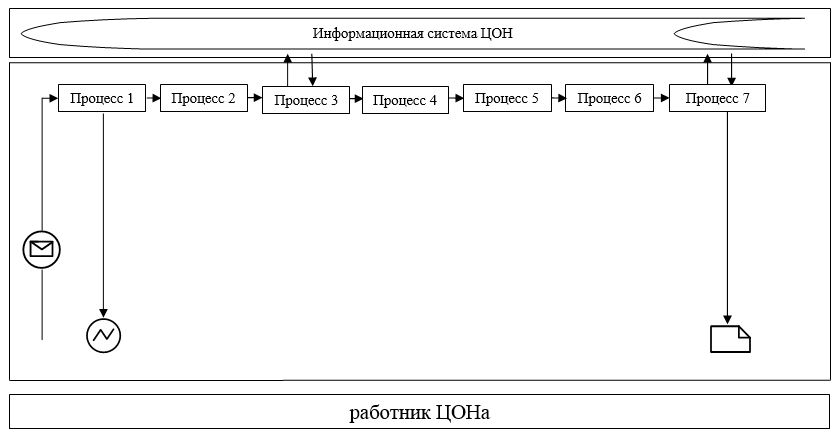 Информационная система ЦОН
Процесс 1
Процесс 2
Процесс 3
Процесс 4
Процесс 5
Процесс 6
Процесс 7
работник ЦОНа